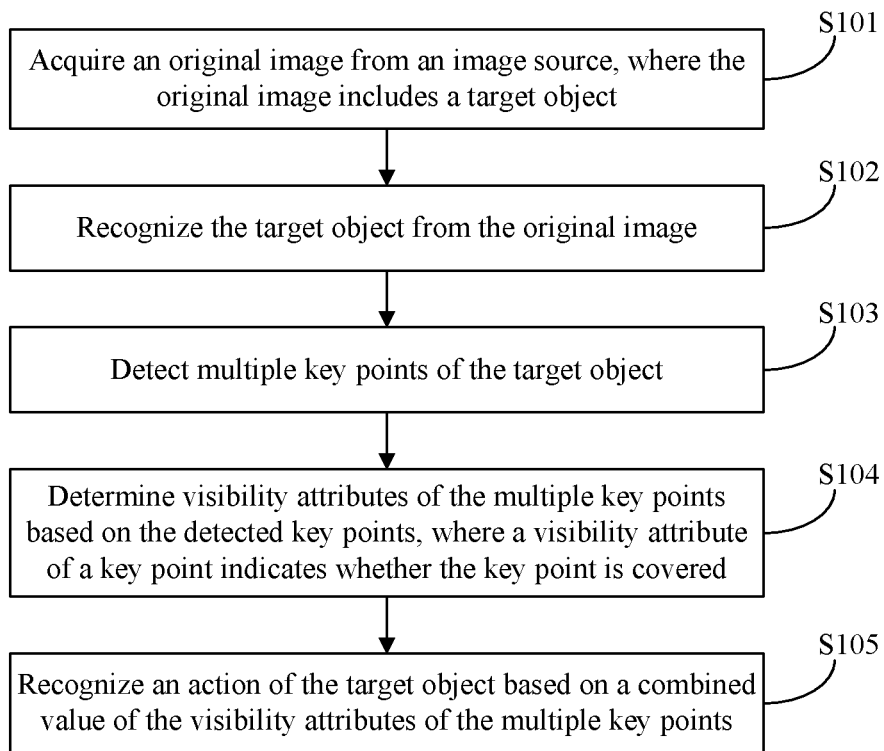 S101
Acquire an original image from an image source, where the
original image includes a target object
S102
Recognize the target object from the original image
S103
Detect multiple key points of the target object
S104
Determine visibility attributes of the multiple key points
based on the detected key points, where a visibility attribute
of a key point indicates whether the key point is covered
S105
Recognize an action of the target object based on a combined
value of the visibility attributes of the multiple key points